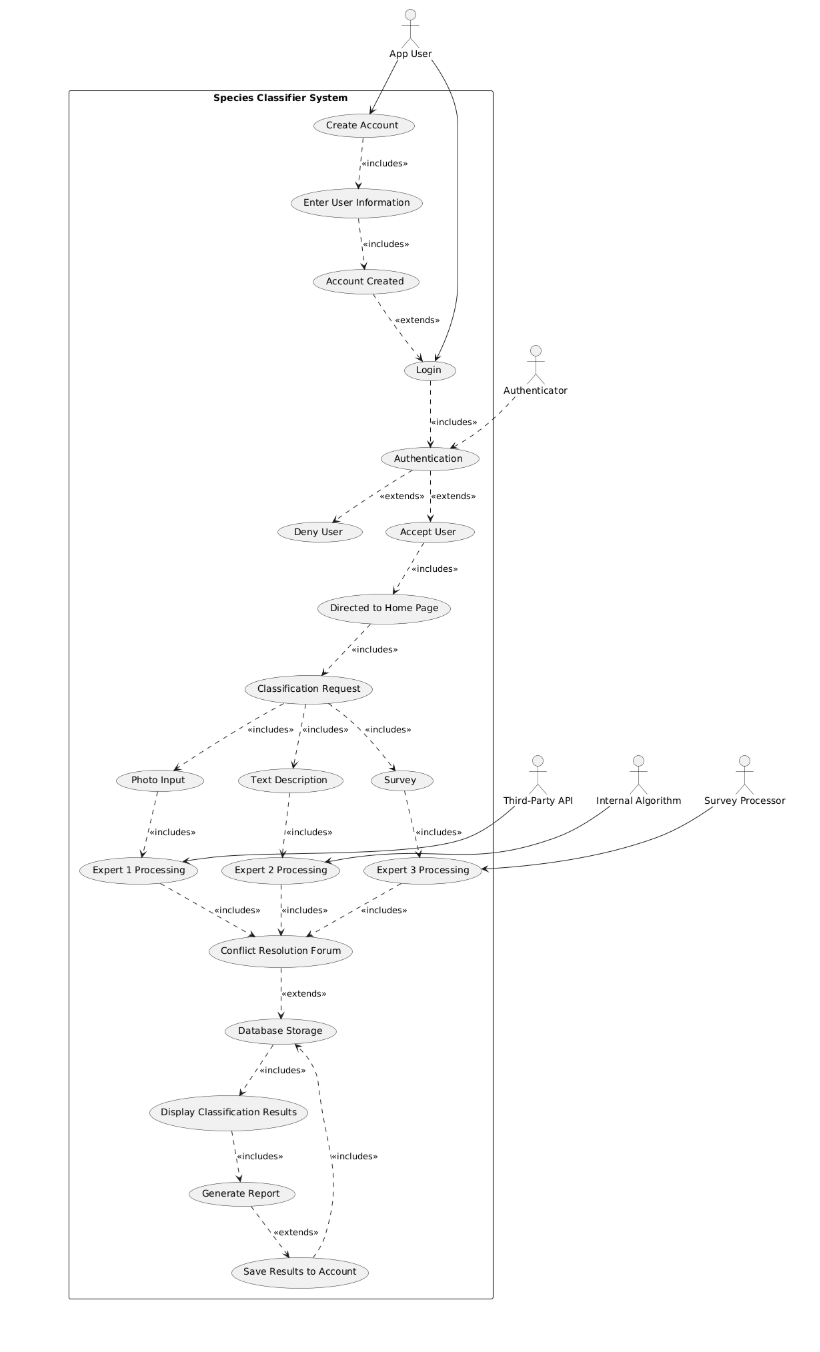 App User
Species Classifier System
Create Account
«includes»
Enter User Information
«includes»
Account Created
«extends»
Login
Authenticator
«includes»
Authentication
«extends»
«extends»
Deny User
Accept User
«includes»
Directed to Home Page
«includes»
Classification Request
«includes»
«includes»
«includes»
Photo Input
Text Description
Survey
Third-Party API
Internal Algorithm
Survey Processor
«includes»
«includes»
«includes»
Expert 1 Processing
Expert 2 Processing
Expert 3 Processing
«includes»
«includes»
«includes»
Conflict Resolution Forum
«extends»
Database Storage
«includes»
Display Classification Results
«includes»
«includes»
Generate Report
«extends»
Save Results to Account